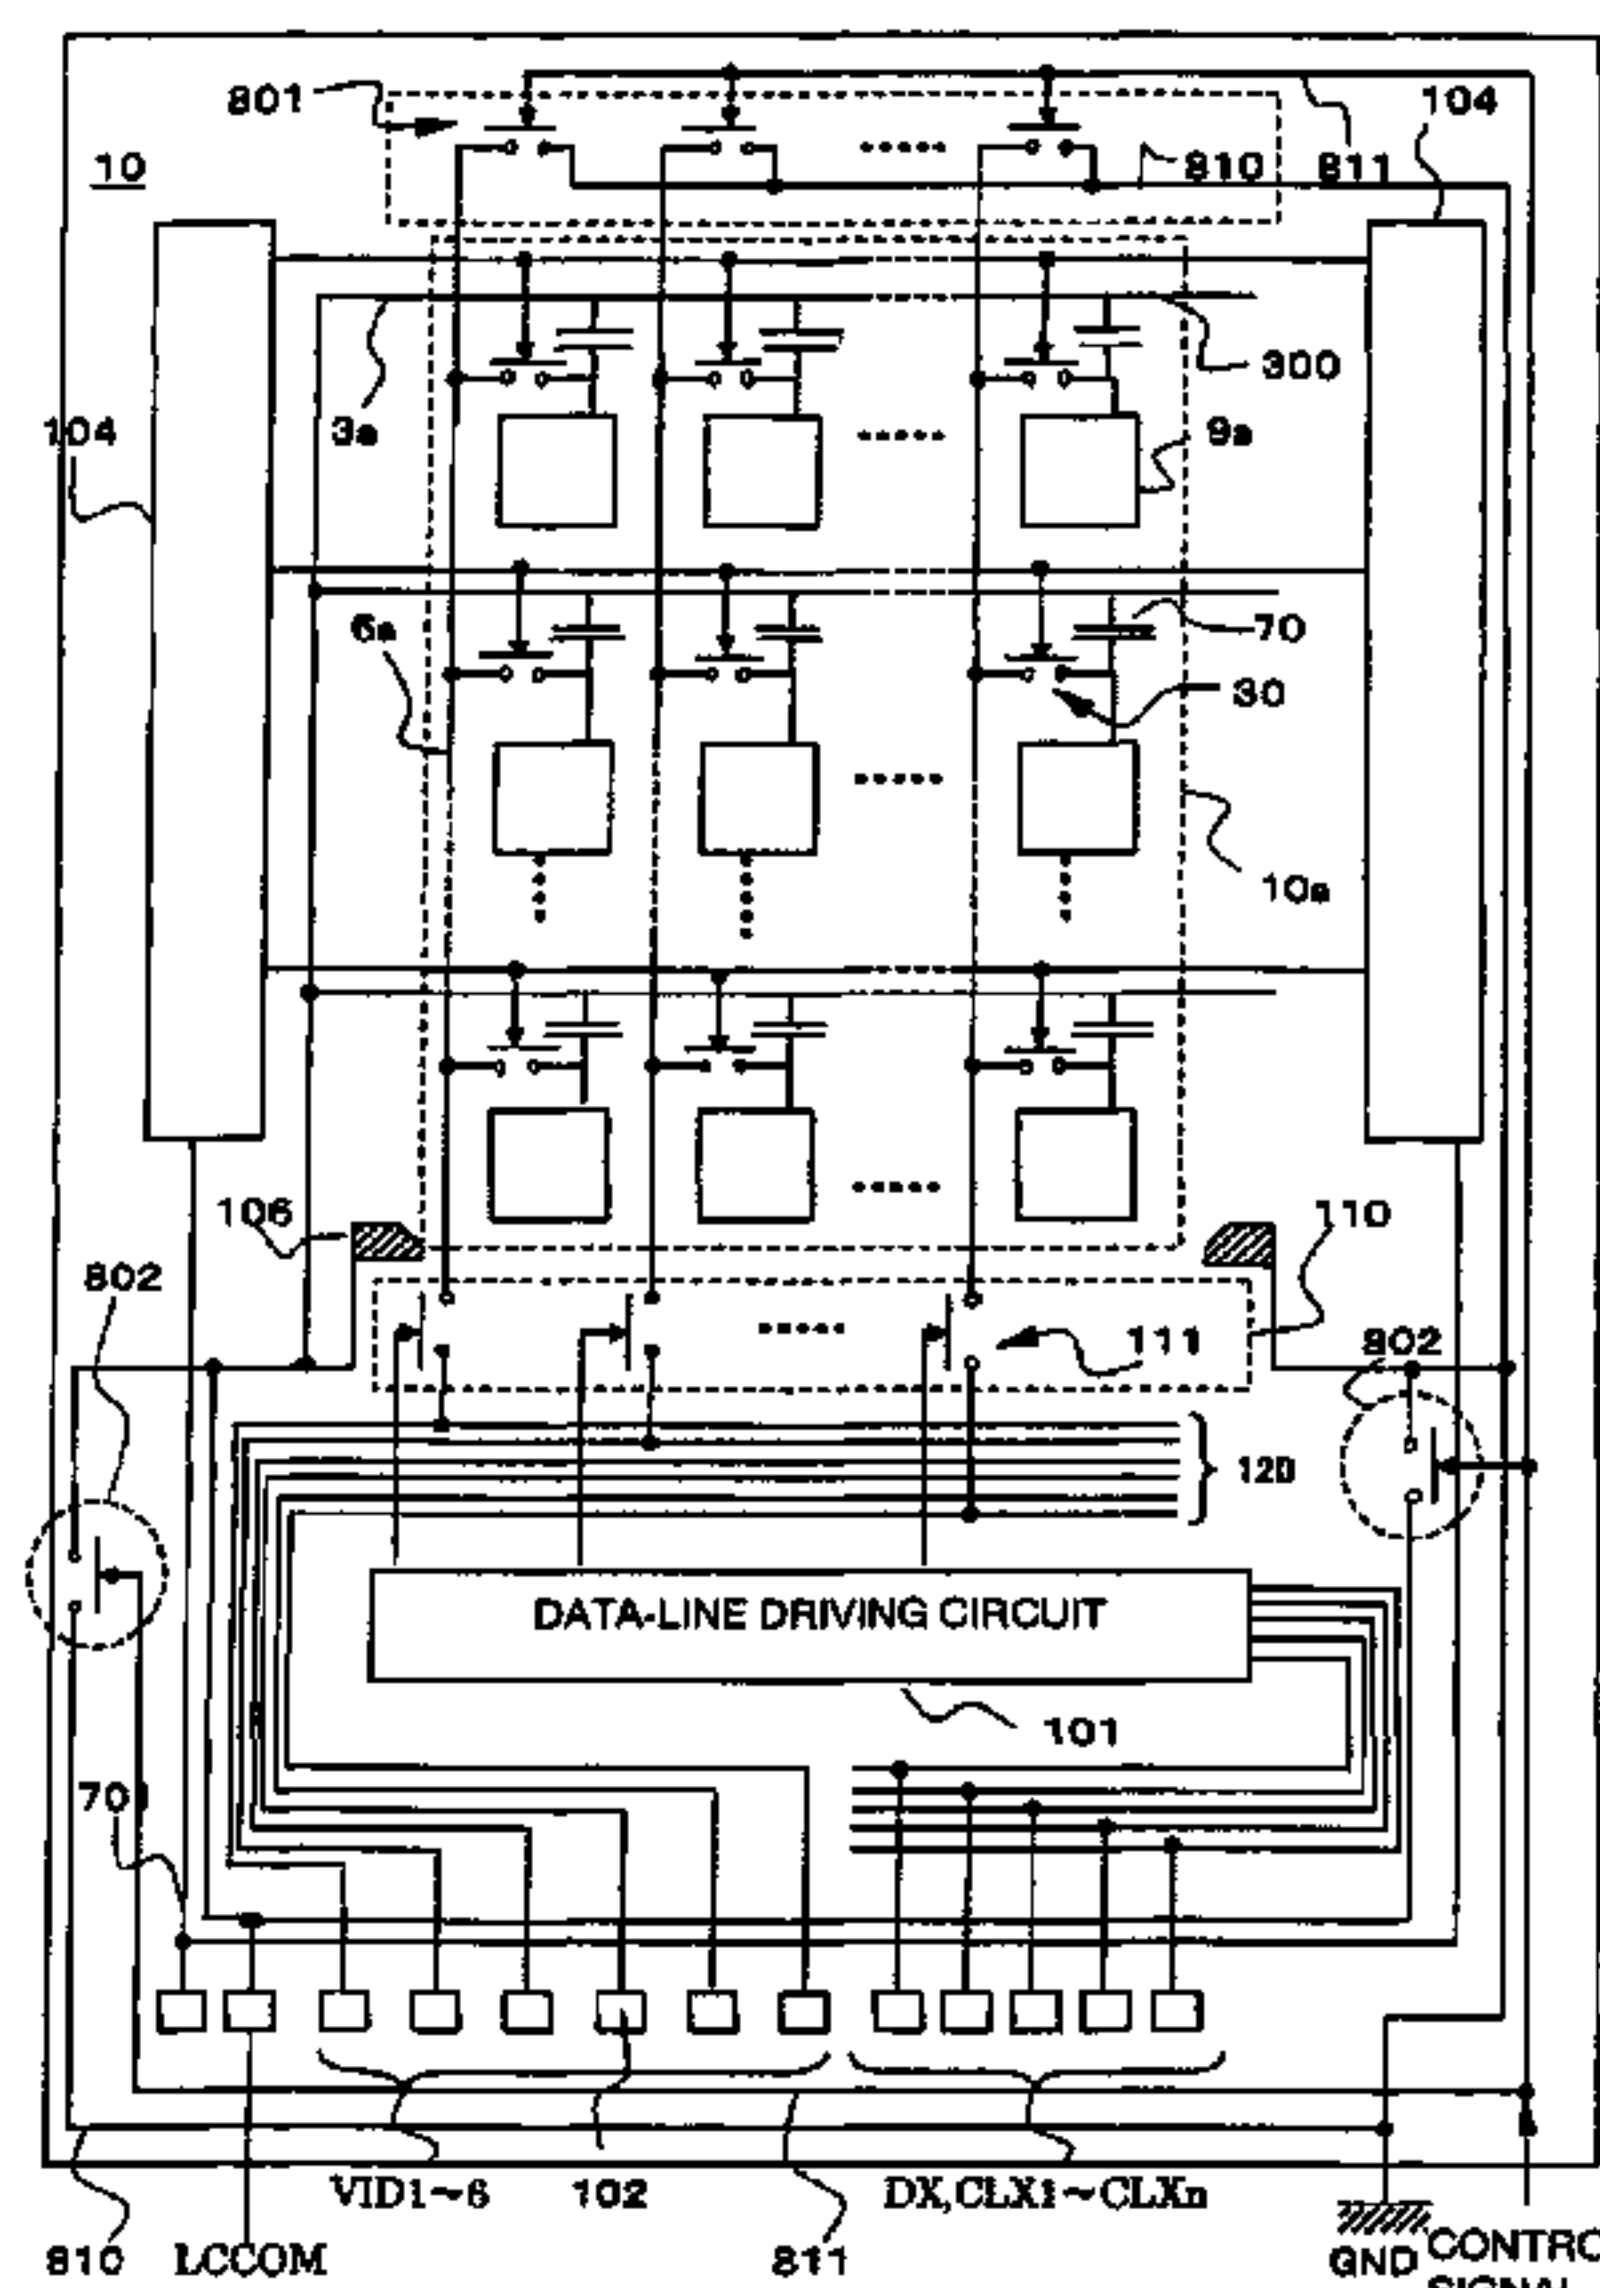 801
104
10
810
811
300
104
3a
9a
6a
70
30
10a
106
110
802
111
802
120
DATA-LINE DRIVING CIRCUIT
101
70
VID1~6
102
DX,CLX1~CLXn
810
LCCOM
811
GND
CONTRO
SIGNAL